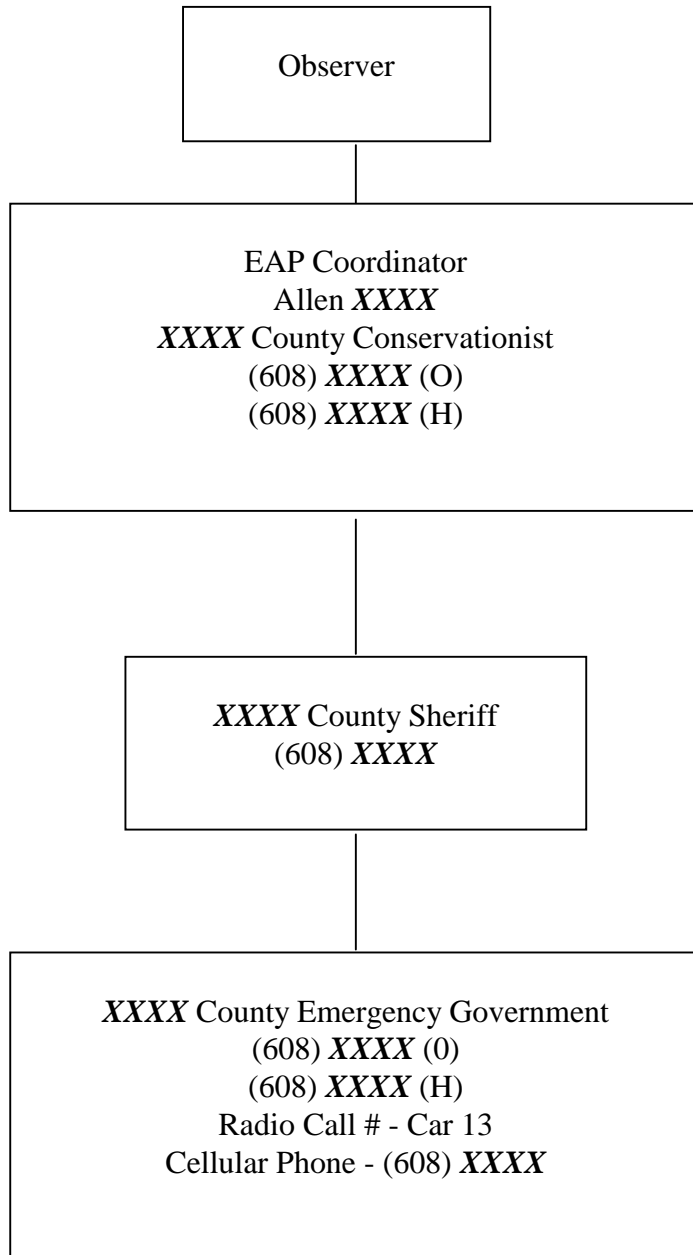 Observer
EAP Coordinator
Allen XXXX
XXXX County Conservationist
(608) XXXX (O)
(608) XXXX (H)
XXXX County Sheriff
(608) XXXX
XXXX County Emergency Government
(608) XXXX (0)
(608) XXXX (H)
Radio Call # - Car 13
Cellular Phone - (608) XXXX